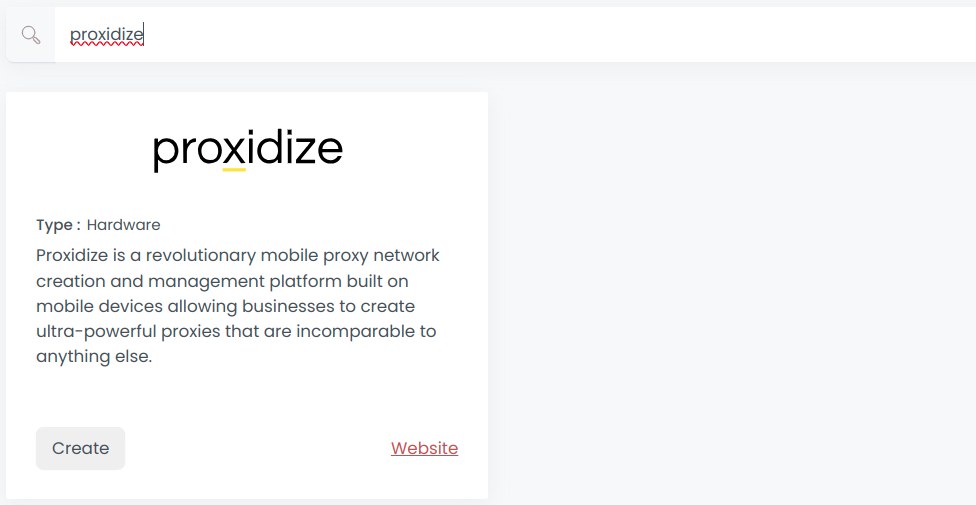 proxidize
proxidize
Type : Hardware
Proxidize is a revolutionary mobile proxy network
creation and management platform built on
mobile devices allowing businesses to create
ultra-powerful proxies that are incomparable to
anything else.
Create
Website